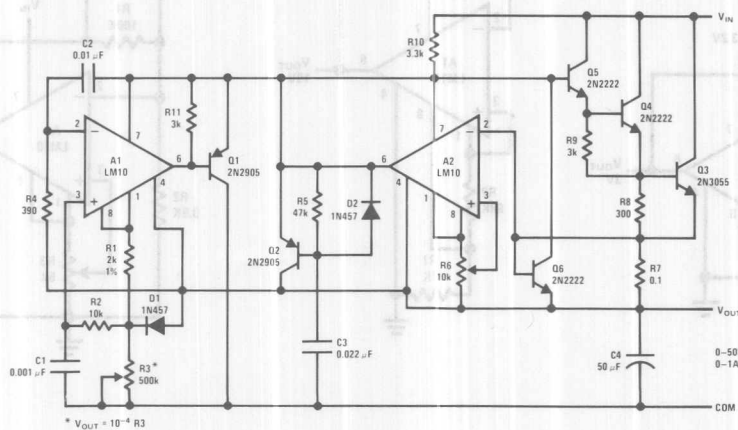 V_IN
C2
0.01 μF
R10
3.3k
Q5
2N2222
Q4
2N2222
R11
3k
2
−
7
A1
LM10
6
3
+
4
8
1
Q1
2N2905
R4
390
R5
47k
D2
1N457
6
7
A2
LM10
−
2
4
1
8
+
3
R9
3k
Q3
2N3055
R8
300
R1
2k
1%
Q2
2N2905
R6
10k
Q6
2N2222
R7
0.1
R2
10k
D1
1N457
V_OUT
C1
0.001 μF
R3*
500k
C3
0.022 μF
C4
50 μF
0-50
0-1A
COM
* V_OUT = 10⁻⁴ R3